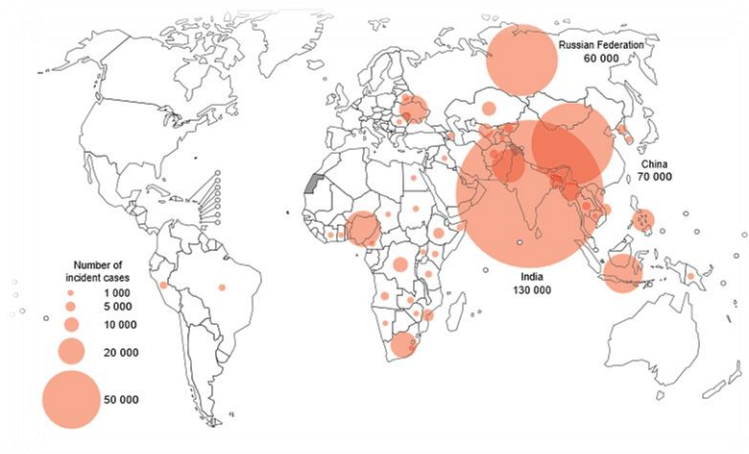 Russian Federation
60 000
China
70 000
India
130 000
Number of
incident cases
1 000
5 000
10 000
20 000
50 000